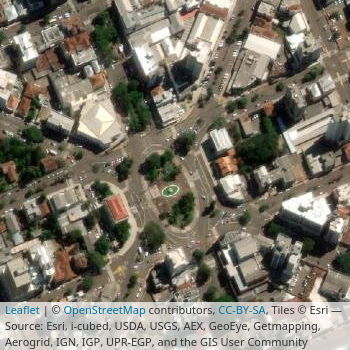 Leaflet | © OpenStreetMap contributors, CC-BY-SA, Tiles © Esri —
Source: Esri, i-cubed, USDA, USGS, AEX, GeoEye, Getmapping,
Aerogrid, IGN, IGP, UPR-EGP, and the GIS User Community